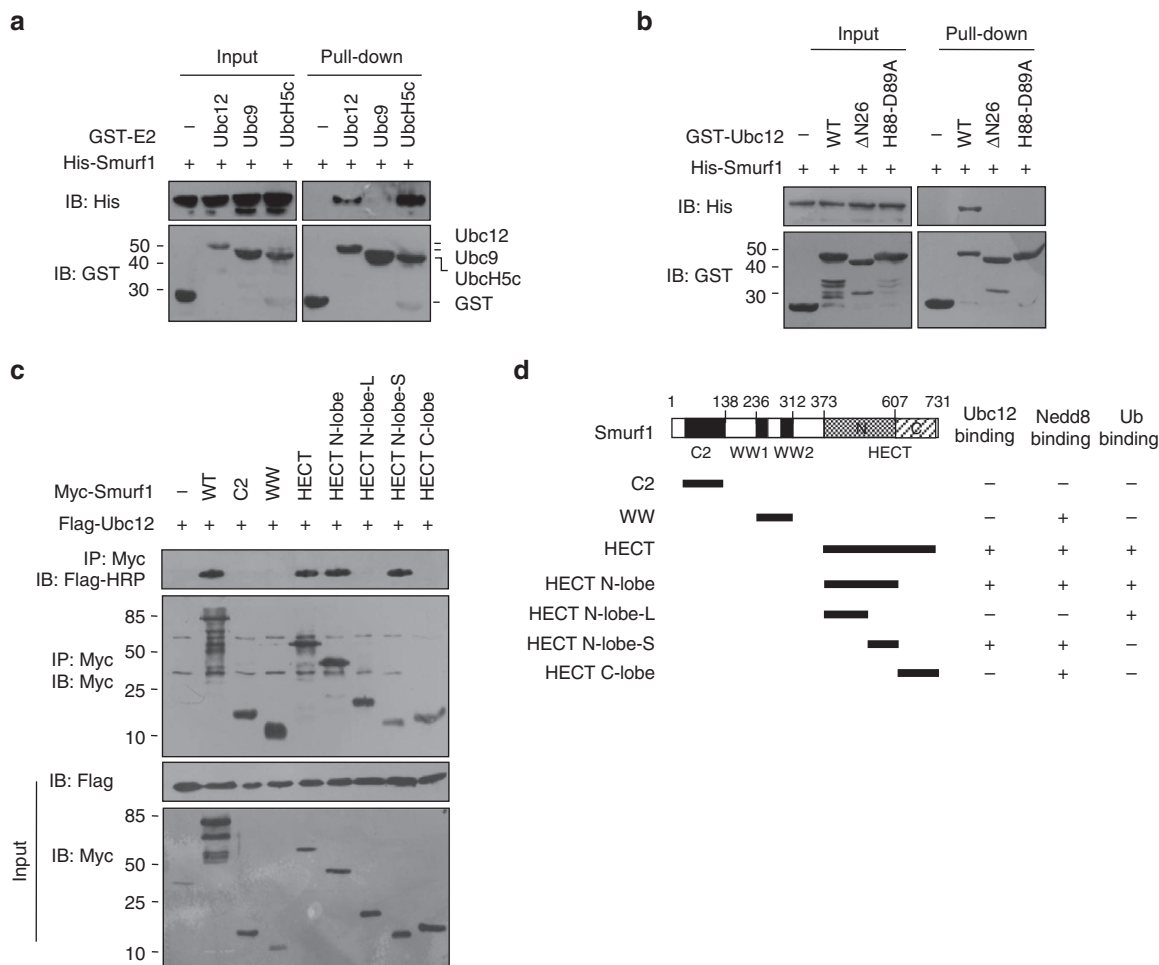 a
Input Pull-down
GST-E2 – Ubc12 Ubc9 UbcH5c – Ubc12 Ubc9 UbcH5c
His-Smurf1 + + + + + + + +
IB: His
IB: GST
50
40
30
Ubc12
Ubc9
UbcH5c
GST
b
Input Pull-down
GST-Ubc12 – WT ΔN26 H88-D89A – WT ΔN26 H88-D89A
His-Smurf1 + + + + + + + +
IB: His
IB: GST
50
40
30
c
Myc-Smurf1 – WT C2 WW HECT HECT N-lobe HECT N-lobe-L HECT N-lobe-S HECT C-lobe
Flag-Ubc12 + + + + + + + + +
IP: Myc
IB: Flag-HRP
85
50
IP: Myc
IB: Myc
25
10
Input
IB: Flag
85
IB: Myc
50
25
10
d
1 138 236 312 373 607 731
Smurf1 N C
C2 WW1 WW2 HECT
Ubc12 binding Nedd8 binding Ub binding
C2 – – –
WW – + –
HECT + + +
HECT N-lobe + + +
HECT N-lobe-L – – +
HECT N-lobe-S + + –
HECT C-lobe – + –